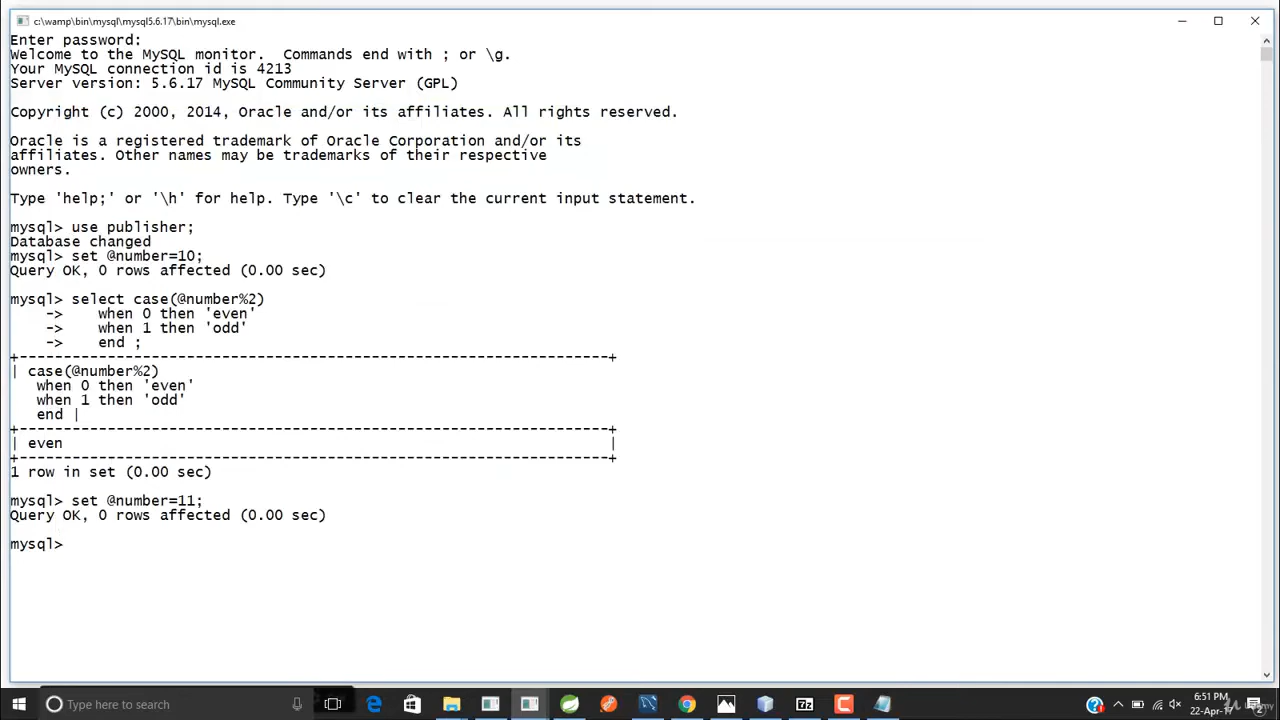 c:\wamp\bin\mysql\mysql5.6.17\bin\mysql.exe
Enter password:
Welcome to the MySQL monitor.  Commands end with ; or \g.
Your MySQL connection id is 4213
Server version: 5.6.17 MySQL Community Server (GPL)
Copyright (c) 2000, 2014, Oracle and/or its affiliates. All rights reserved.
Oracle is a registered trademark of Oracle Corporation and/or its
affiliates. Other names may be trademarks of their respective
owners.
Type 'help;' or '\h' for help. Type '\c' to clear the current input statement.
mysql> use publisher;
Database changed
mysql> set @number=10;
Query OK, 0 rows affected (0.00 sec)
mysql> select case(@number%2)
    ->    when 0 then 'even'
    ->    when 1 then 'odd'
    ->    end ;
+-------------------------------------------------------------------+
| case(@number%2)
   when 0 then 'even'
   when 1 then 'odd'
   end |
+-------------------------------------------------------------------+
| even                                                              |
+-------------------------------------------------------------------+
1 row in set (0.00 sec)
mysql> set @number=11;
Query OK, 0 rows affected (0.00 sec)
mysql>
Type here to search
6:51 PM
22-Apr-17